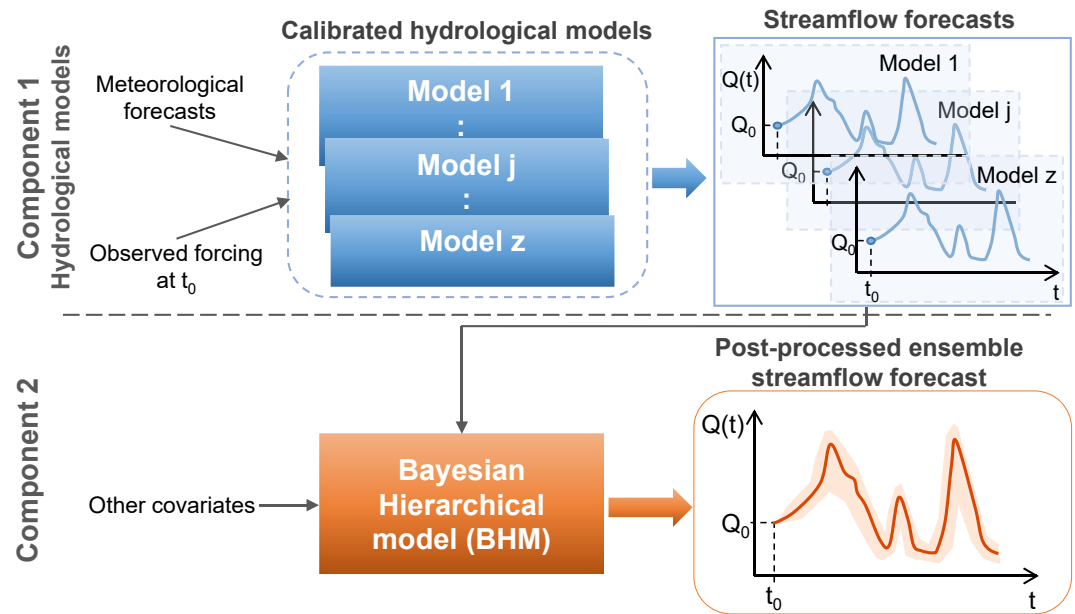 Component 1
Hydrological models
Meteorological
forecasts
Observed forcing
at t₀
Calibrated hydrological models
Model 1
:
Model j
:
Model z
Streamflow forecasts
Q(t)
Model 1
Q₀
Model j
Q₀
Model z
Q₀
t₀
t
Component 2
Other covariates
Bayesian
Hierarchical
model (BHM)
Post-processed ensemble
streamflow forecast
Q(t)
Q₀
t₀
t